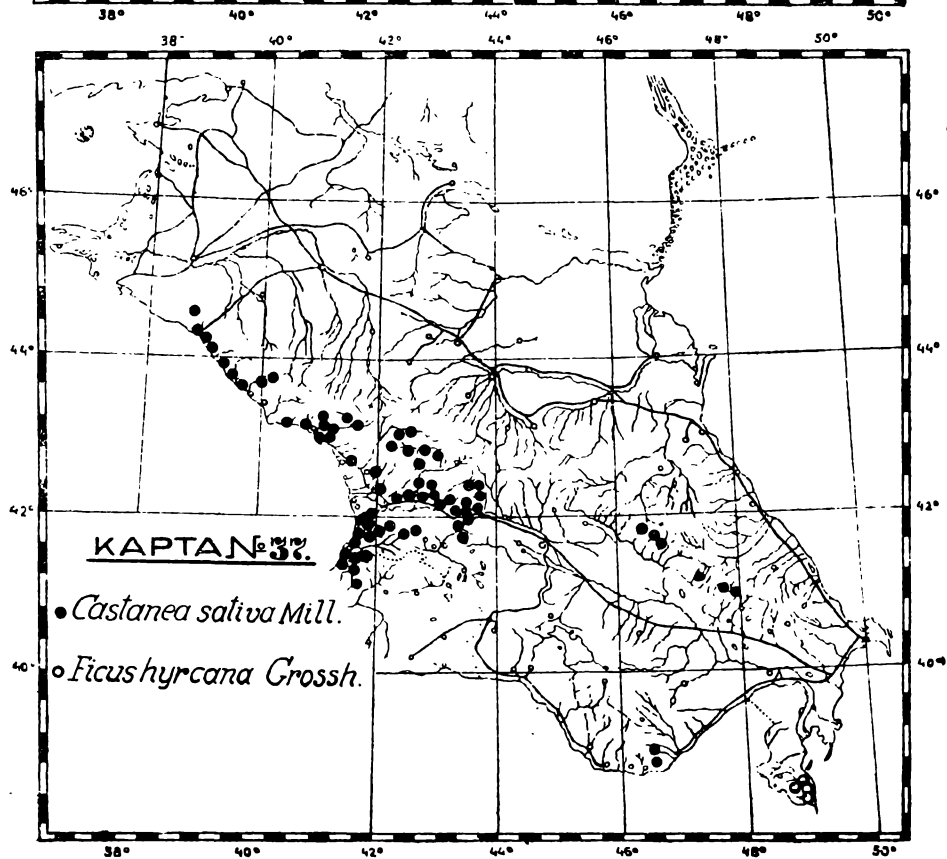 38° 40° 42° 44° 46° 48° 50°
38° 40° 42° 44° 46° 48° 50°
46° 46°
44° 44°
42° 42°
КАРТА № 37.
Castanea sativa Mill.
40° 40°
Ficus hyrcana Grossh.
38° 40° 42° 44° 46° 48° 50°